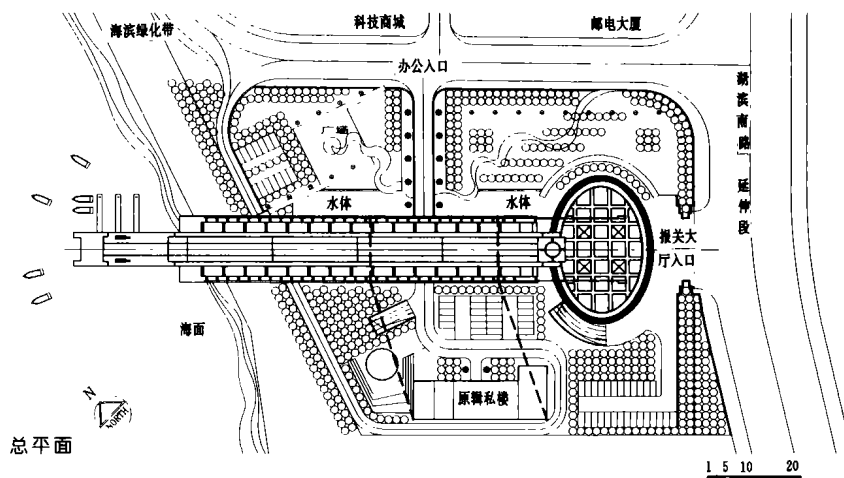 科技商城
邮电大厦
海滨绿化带
办公入口
湖滨南路 延伸段
广场
水体
水体
报关大
厅入口
海面
原辑私楼
N
NORTH
总平面
1 5 10 20